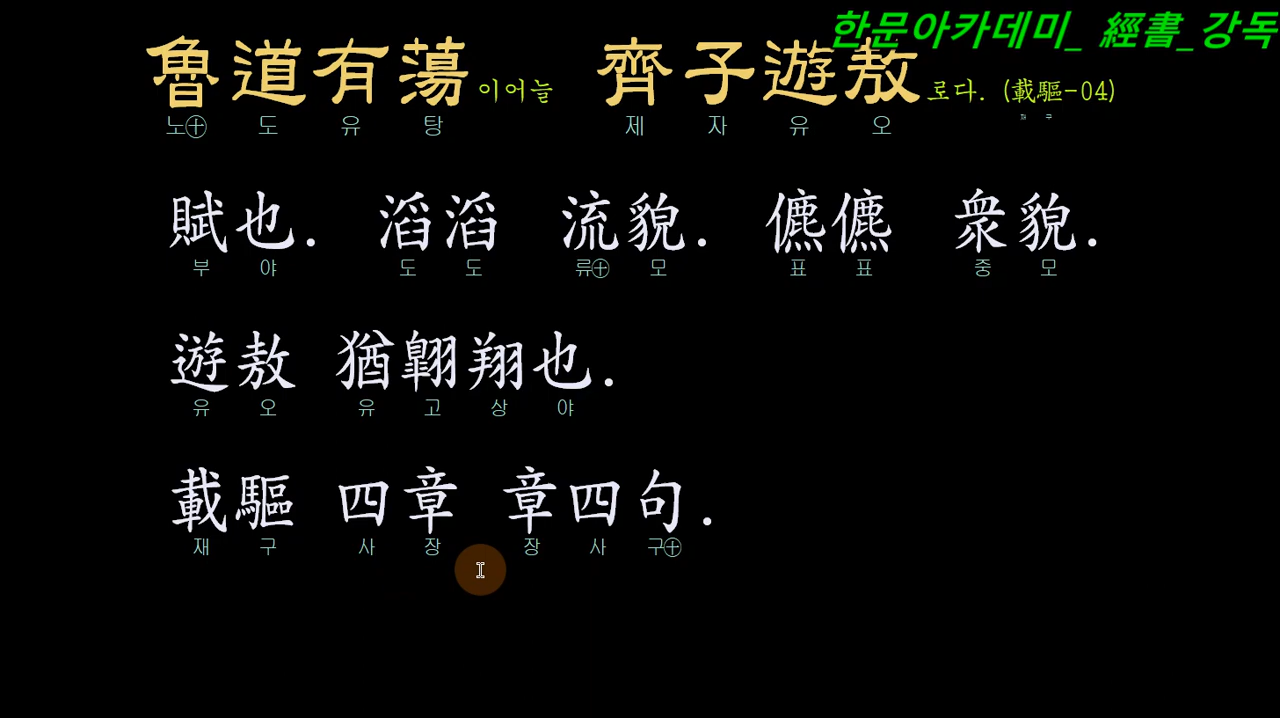 한문아카데미_ 經書_강독
魯道有蕩이어늘 齊子遊敖로다. (載驅-04)
노㊉ 도 유 탕 제 자 유 오 재 구
賦也. 滔滔 流貌. 儦儦 衆貌.
부 야 도 도 류㊉ 모 표 표 중 모
遊敖 猶翶翔也.
유 오 유 고 상 야
載驅 四章 章四句.
재 구 사 장 장 사 구㊉